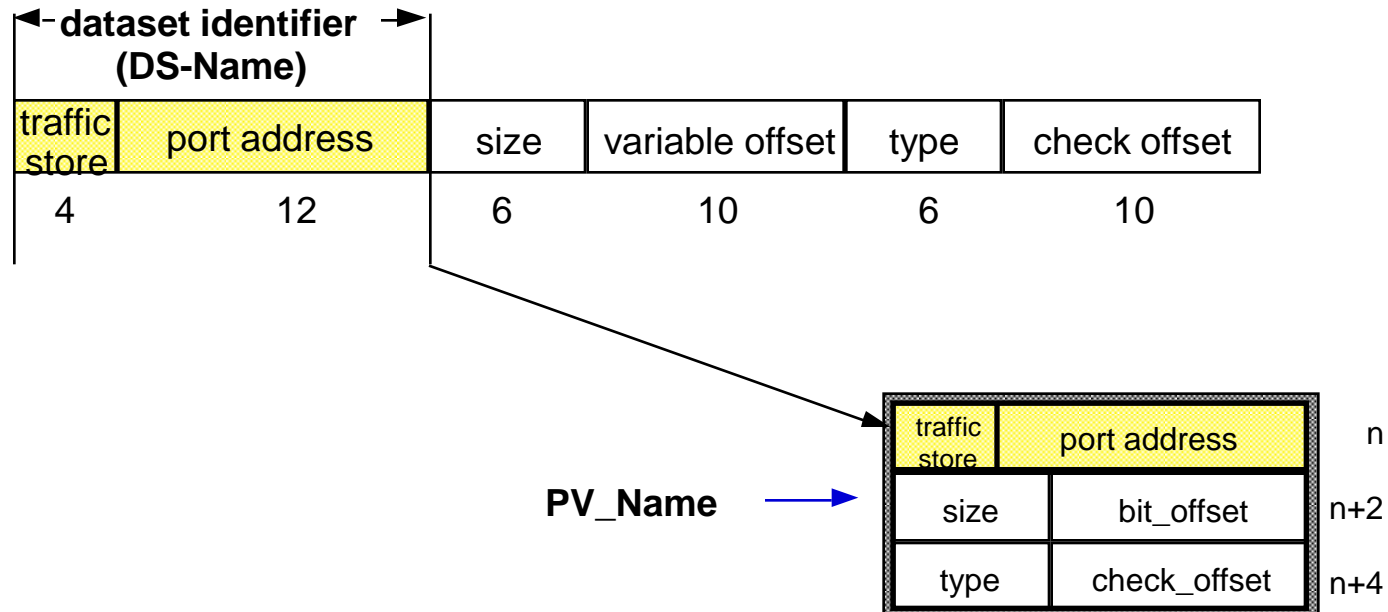 dataset identifier
(DS-Name)
traffic
store
port address
size
variable offset
type
check offset
4
12
6
10
6
10
traffic
store
port address
n
PV_Name
size
bit_offset
n+2
type
check_offset
n+4